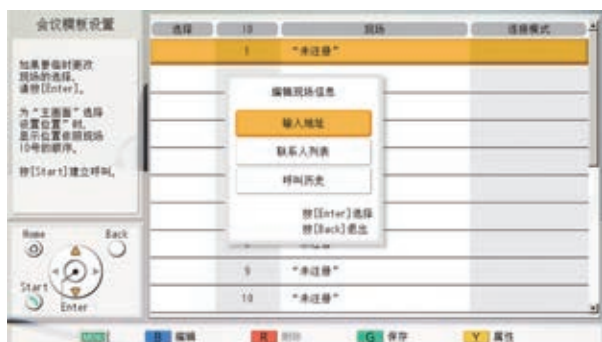 会议模板设置
如果要临时更改
现场的选择，
请按[Enter]。
为“主画面”选择
设置位置”时，
显示位置依照现场
ID号的顺序。
按[Start]建立呼叫。
Home
Back
Start
Enter
选择 ID 现场 连接模式
1 “未注册”
编辑现场信息
输入地址
联系人列表
呼叫历史
按[Enter]选择
按[Back]退出
9 “未注册”
10 “未注册”
MENU B 编辑 R 删除 G 保存 Y 属性